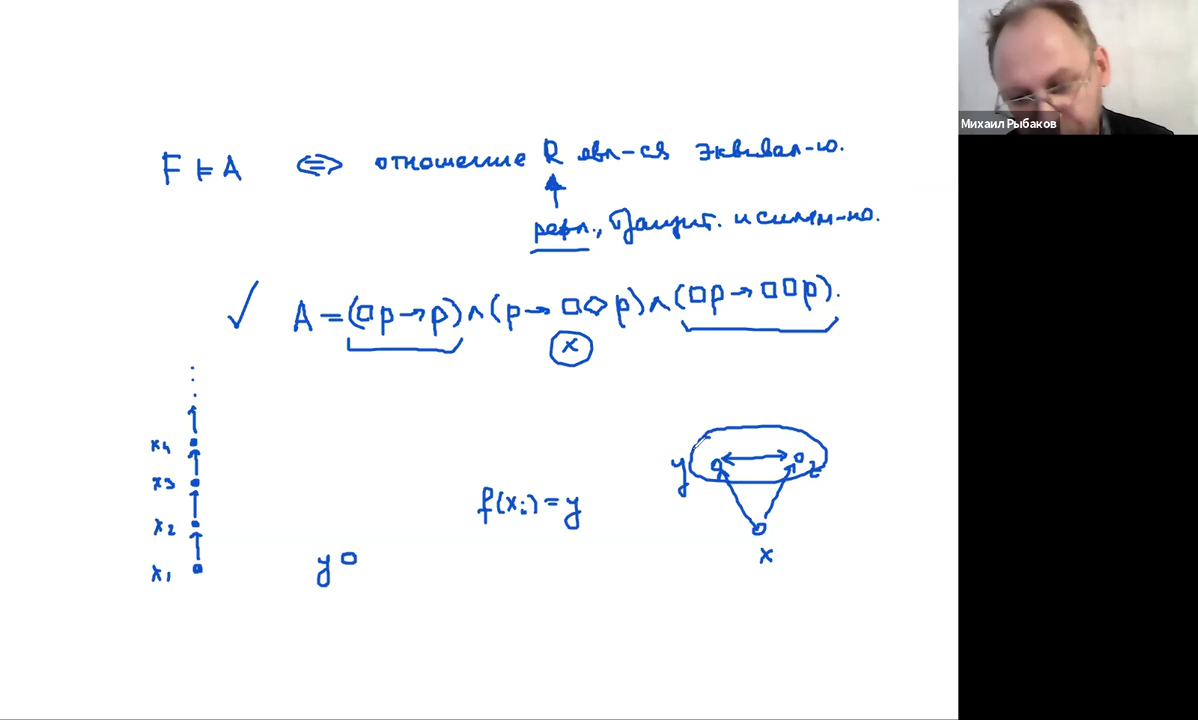 F ⊨ A ⇔ отношение R явл-ся эквивал-ю.
рефл., транзит. и симм-но.
✓ A = (□p → p) ∧ (p → □◇p) ∧ (□p → □□p).
x
x4
x3
x2
x1
y
f(xᵢ) = y
y z
x
Михаил Рыбаков